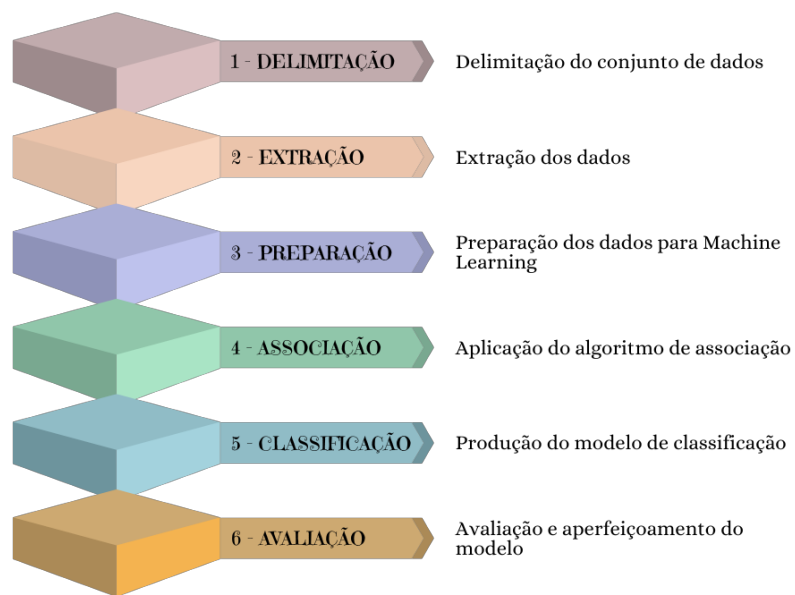 1 - DELIMITAÇÃO
Delimitação do conjunto de dados
2 - EXTRAÇÃO
Extração dos dados
3 - PREPARAÇÃO
Preparação dos dados para Machine
Learning
4 - ASSOCIAÇÃO
Aplicação do algoritmo de associação
5 - CLASSIFICAÇÃO
Produção do modelo de classificação
6 - AVALIAÇÃO
Avaliação e aperfeiçoamento do
modelo